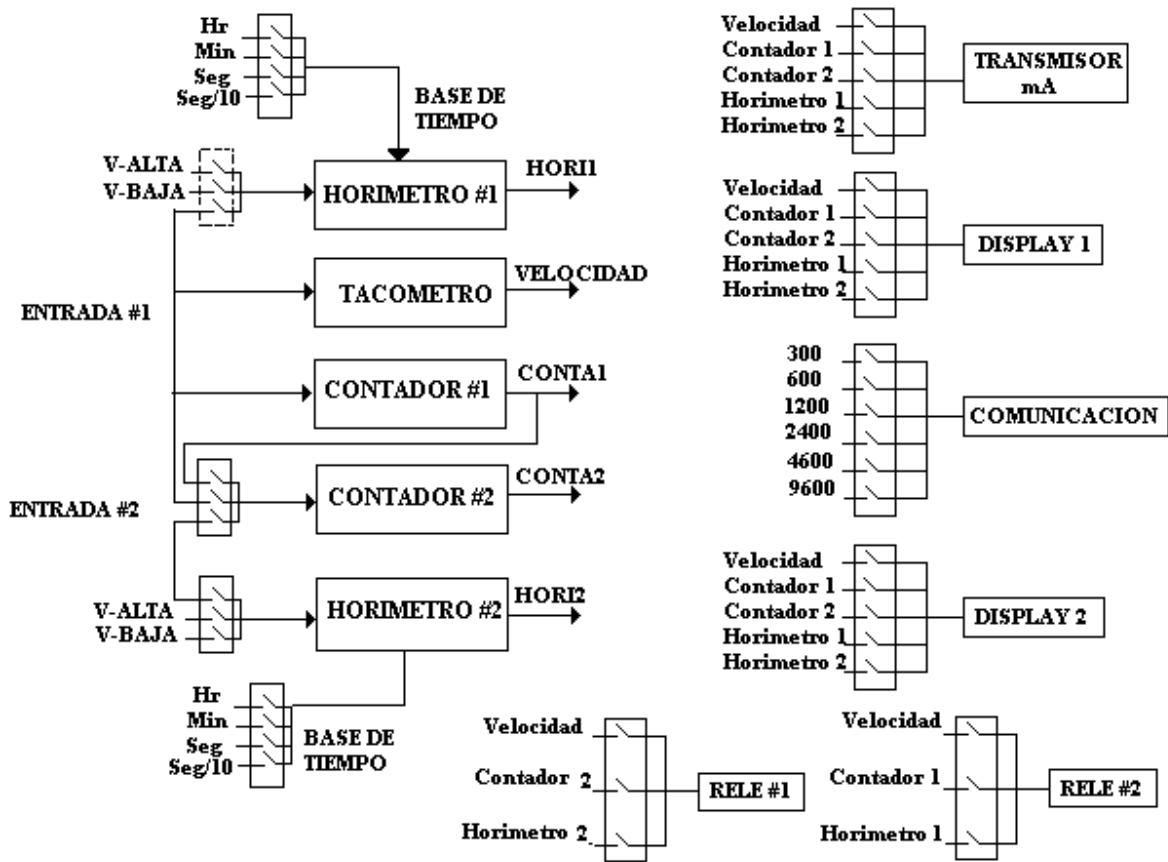 Hr
Min
Seg
Seg/10
BASE DE
TIEMPO
V-ALTA
V-BAJA
HORIMETRO #1
HORI1
TACOMETRO
VELOCIDAD
ENTRADA #1
CONTADOR #1
CONTA1
CONTADOR #2
CONTA2
ENTRADA #2
HORIMETRO #2
HORI2
V-ALTA
V-BAJA
Hr
Min
Seg
Seg/10
BASE DE
TIEMPO
Velocidad
Contador 1
Contador 2
Horimetro 1
Horimetro 2
TRANSMISOR
mA
Velocidad
Contador 1
Contador 2
Horimetro 1
Horimetro 2
DISPLAY 1
300
600
1200
2400
4600
9600
COMUNICACION
Velocidad
Contador 1
Contador 2
Horimetro 1
Horimetro 2
DISPLAY 2
Velocidad
Contador 2
Horimetro 2
RELE #1
Velocidad
Contador 1
Horimetro 1
RELE #2